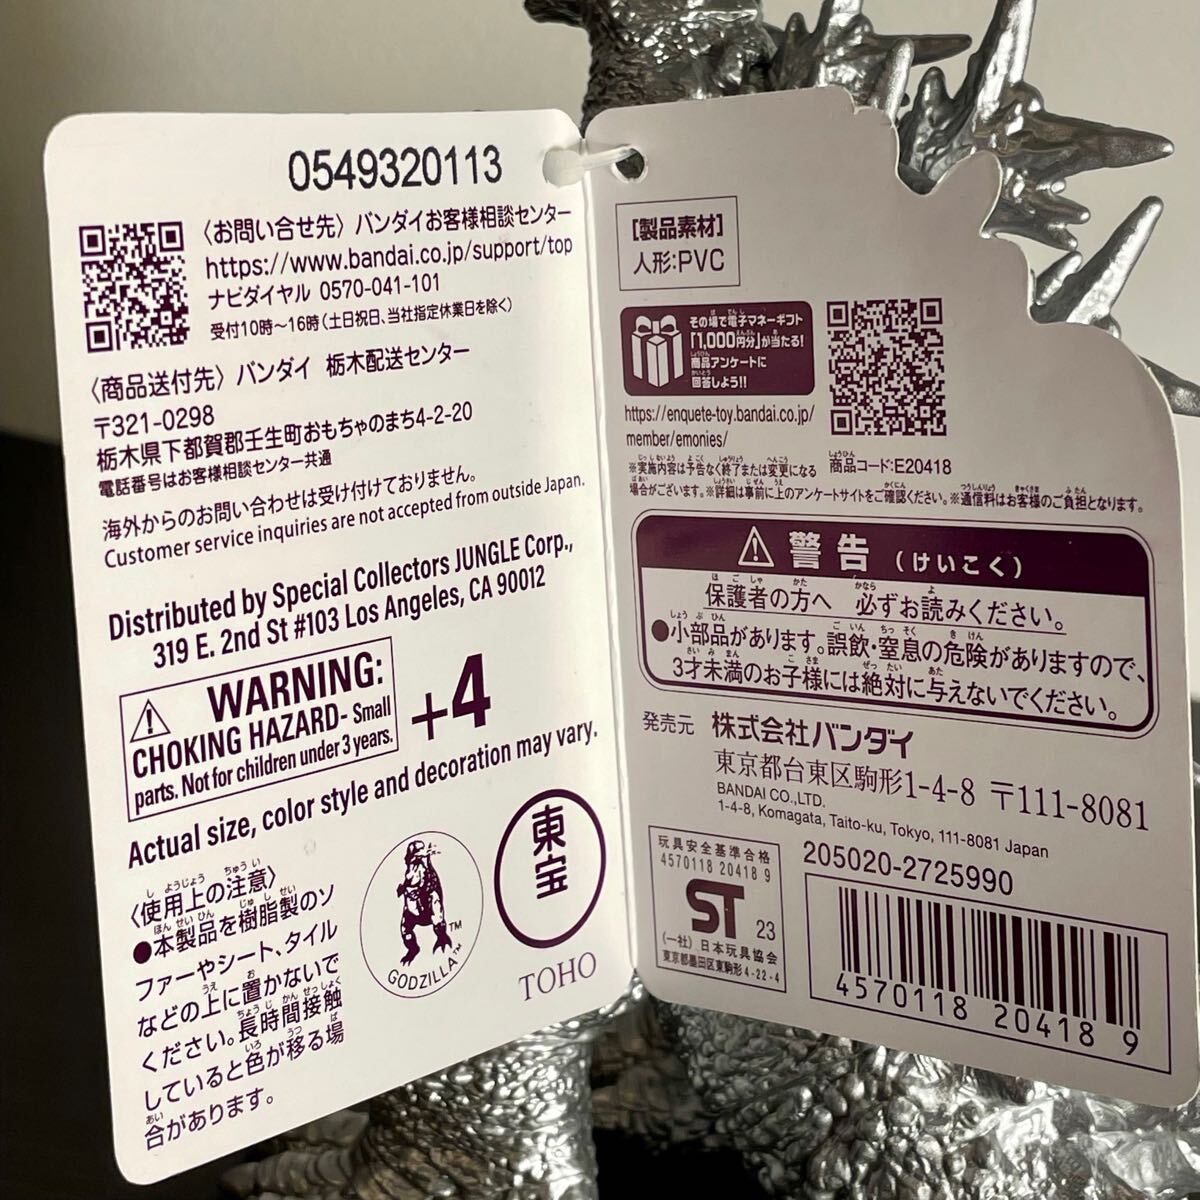 0549320113
〈お問い合せ先〉バンダイお客様相談センター
https://www.bandai.co.jp/support/top
ナビダイヤル 0570-041-101
受付10時〜16時(土日祝日、当社指定休業日を除く)
〈商品送付先〉バンダイ 栃木配送センター
〒321-0298
栃木県下都賀郡壬生町おもちゃのまち4-2-20
電話番号はお客様相談センター共通
海外からのお問い合わせは受け付けておりません。
Customer service inquiries are not accepted from outside Japan.
Distributed by Special Collectors JUNGLE Corp.,
319 E. 2nd St #103 Los Angeles, CA 90012
WARNING:
CHOKING HAZARD- Small
parts. Not for children under 3 years.
+4
Actual size, color style and decoration may vary.
〈使用上の注意〉
●本製品を樹脂製のソ
ファーやシート、タイル
などの上に置かないで
ください。長時間接触
していると色が移る場
合があります。
GODZILLA™
TM
東宝
TOHO
[製品素材]
人形:PVC
その場で電子マネーギフト
「1,000円分」が当たる!
商品アンケートに
回答しよう!!
https://enquete-toy.bandai.co.jp/
member/emonies/
商品コード:E20418
※実施内容は予告なく終了または変更になる
場合がございます。※詳細は事前に上のアンケートサイトをご確認ください。※通信料はお客様のご負担となります。
警告(けいこく)
保護者の方へ 必ずお読みください。
●小部品があります。誤飲・窒息の危険がありますので、
3才未満のお子様には絶対に与えないでください。
発売元 株式会社バンダイ
東京都台東区駒形1-4-8 〒111-8081
BANDAI CO.,LTD.
1-4-8, Komagata, Taito-ku, Tokyo, 111-8081 Japan
玩具安全基準合格
4570118 20418 9
ST 23
(一社)日本玩具協会
東京都墨田区東駒形4-22-4
205020-2725990
4570118 204189